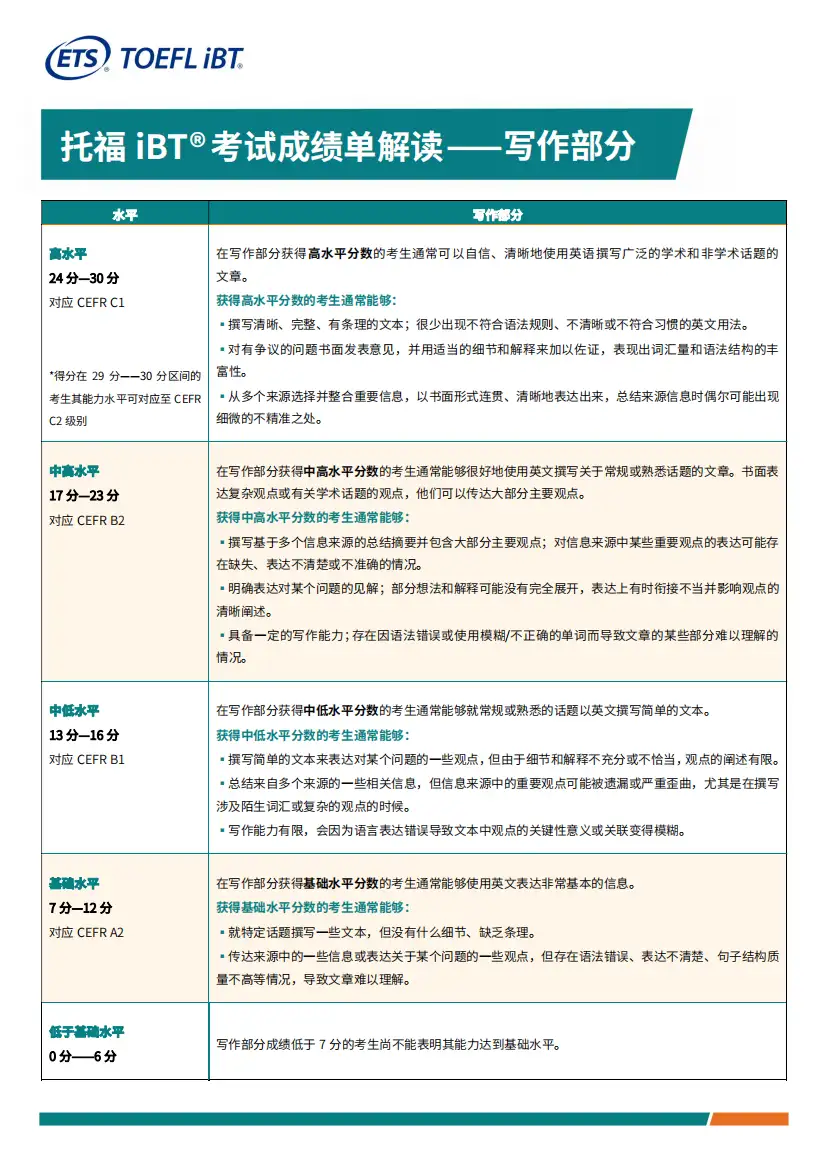 ETS® TOEFL iBT®
托福 iBT®考试成绩单解读——写作部分
水平
写作部分
高水平
24 分—30 分
对应 CEFR C1
*得分在 29 分——30 分区间的
考生其能力水平可对应至 CEFR
C2 级别
在写作部分获得高水平分数的考生通常可以自信、清晰地使用英语撰写广泛的学术和非学术话题的
文章。
获得高水平分数的考生通常能够：
▪撰写清晰、完整、有条理的文本；很少出现不符合语法规则、不清晰或不符合习惯的英文用法。
▪对有争议的问题书面发表意见，并用适当的细节和解释来加以佐证，表现出词汇量和语法结构的丰
富性。
▪从多个来源选择并整合重要信息，以书面形式连贯、清晰地表达出来，总结来源信息时偶尔可能出现
细微的不精准之处。
中高水平
17 分—23 分
对应 CEFR B2
在写作部分获得中高水平分数的考生通常能够很好地使用英文撰写关于常规或熟悉话题的文章。书面表
达复杂观点或有关学术话题的观点，他们可以传达大部分主要观点。
获得中高水平分数的考生通常能够：
▪撰写基于多个信息来源的总结摘要并包含大部分主要观点；对信息来源中某些重要观点的表达可能存
在缺失、表达不清楚或不准确的情况。
▪明确表达对某个问题的见解；部分想法和解释可能没有完全展开，表达上有时衔接不当并影响观点的
清晰阐述。
▪具备一定的写作能力；存在因语法错误或使用模糊/不正确的单词而导致文章的某些部分难以理解的
情况。
中低水平
13 分—16 分
对应 CEFR B1
在写作部分获得中低水平分数的考生通常能够就常规或熟悉的话题以英文撰写简单的文本。
获得中低水平分数的考生通常能够：
▪撰写简单的文本来表达对某个问题的一些观点，但由于细节和解释不充分或不恰当，观点的阐述有限。
▪总结来自多个来源的一些相关信息，但信息来源中的重要观点可能被遗漏或严重歪曲，尤其是在撰写
涉及陌生词汇或复杂的观点的时候。
▪写作能力有限，会因为语言表达错误导致文本中观点的关键性意义或关联变得模糊。
基础水平
7 分—12 分
对应 CEFR A2
在写作部分获得基础水平分数的考生通常能够使用英文表达非常基本的信息。
获得基础水平分数的考生通常能够：
▪就特定话题撰写一些文本，但没有什么细节、缺乏条理。
▪传达来源中的一些信息或表达关于某个问题的一些观点，但存在语法错误、表达不清楚、句子结构质
量不高等情况，导致文章难以理解。
低于基础水平
0 分——6 分
写作部分成绩低于 7 分的考生尚不能表明其能力达到基础水平。